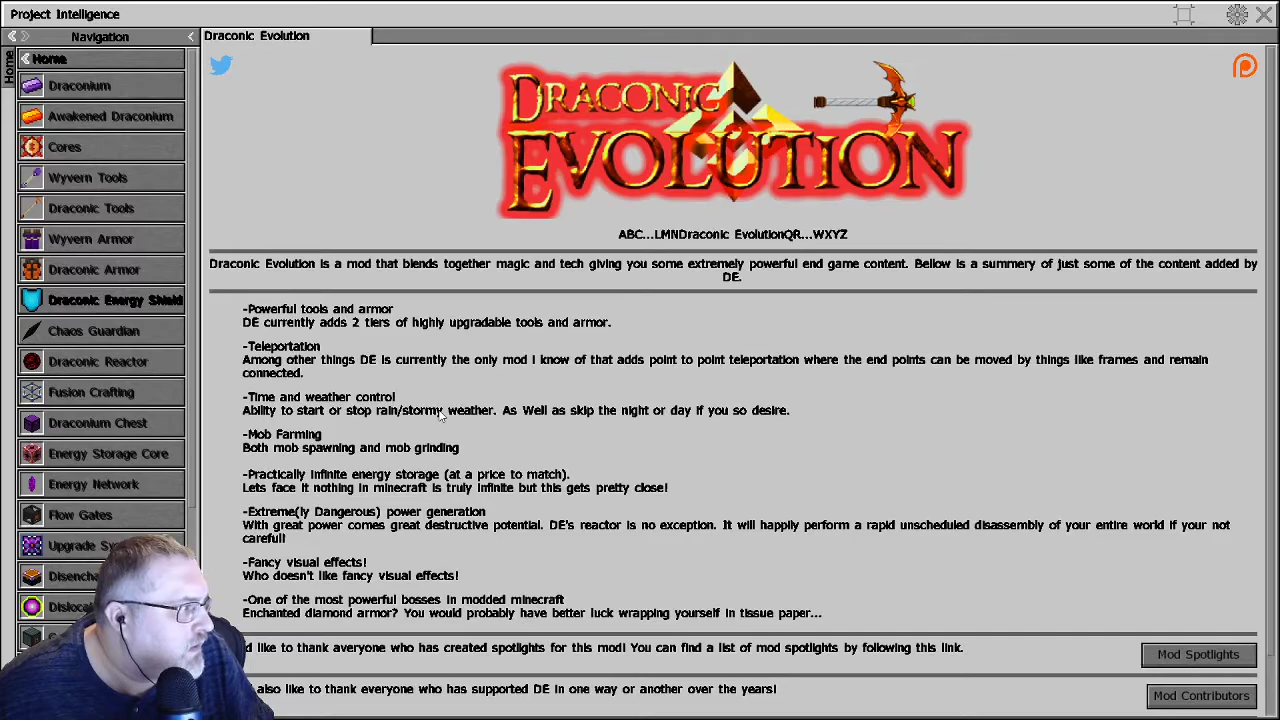 Project Intelligence
Navigation
Home
Home
Draconium
Awakened Draconium
Cores
Wyvern Tools
Draconic Tools
Wyvern Armor
Draconic Armor
Draconic Energy Shield
Chaos Guardian
Draconic Reactor
Fusion Crafting
Draconium Chest
Energy Storage Core
Energy Network
Flow Gates
Upgrade Sy
Disencha
Disloca
Draconic Evolution
DRACONIC
EVOLUTION
ABC...LMNDraconic EvolutionQR...WXYZ
Draconic Evolution is a mod that blends together magic and tech giving you some extremely powerful end game content. Bellow is a summery of just some of the content added by
DE.
-Powerful tools and armor
DE currently adds 2 tiers of highly upgradable tools and armor.
-Teleportation
Among other things DE is currently the only mod I know of that adds point to point teleportation where the end points can be moved by things like frames and remain
connected.
-Time and weather control
Ability to start or stop rain/stormy weather. As Well as skip the night or day if you so desire.
-Mob Farming
Both mob spawning and mob grinding
-Practically infinite energy storage (at a price to match).
Lets face it nothing in minecraft is truly infinite but this gets pretty close!
-Extreme(ly Dangerous) power generation
With great power comes great destructive potential. DE's reactor is no exception. It will happily perform a rapid unscheduled disassembly of your entire world if your not
careful!
-Fancy visual effects!
Who doesn't like fancy visual effects!
-One of the most powerful bosses in modded minecraft
Enchanted diamond armor? You would probably have better luck wrapping yourself in tissue paper...
d like to thank averyone who has created spotlights for this mod! You can find a list of mod spotlights by following this link.
Mod Spotlights
also like to thank everyone who has supported DE in one way or another over the years!
Mod Contributors